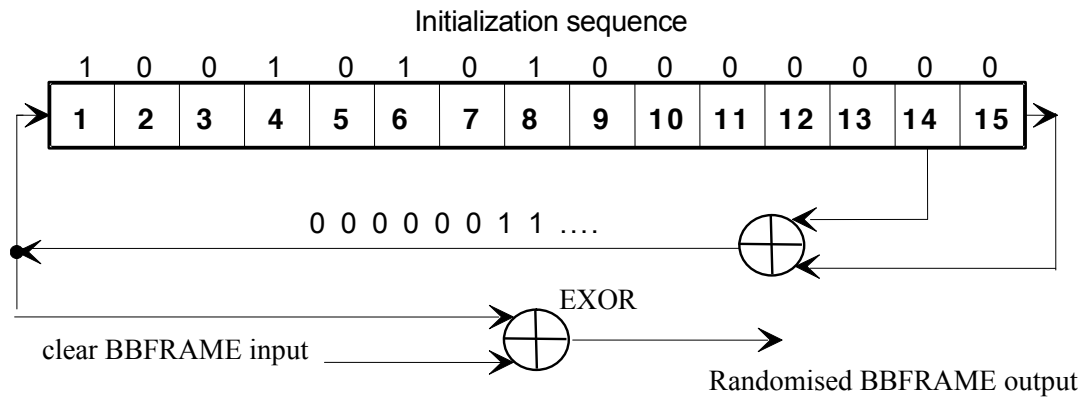 Initialization sequence
1 0 0 1 0 1 0 1 0 0 0 0 0 0 0
1 2 3 4 5 6 7 8 9 10 11 12 13 14 15
0 0 0 0 0 0 1 1 ....
EXOR
clear BBFRAME input
Randomised BBFRAME output